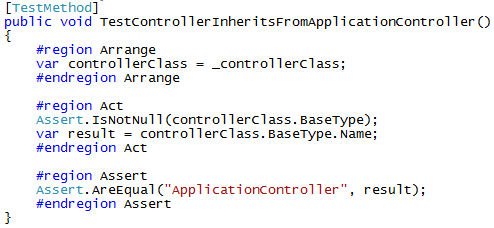 [TestMethod]
public void TestControllerInheritsFromApplicationController()
{
    #region Arrange
    var controllerClass = _controllerClass;
    #endregion Arrange

    #region Act
    Assert.IsNotNull(controllerClass.BaseType);
    var result = controllerClass.BaseType.Name;
    #endregion Act

    #region Assert
    Assert.AreEqual("ApplicationController", result);
    #endregion Assert
}